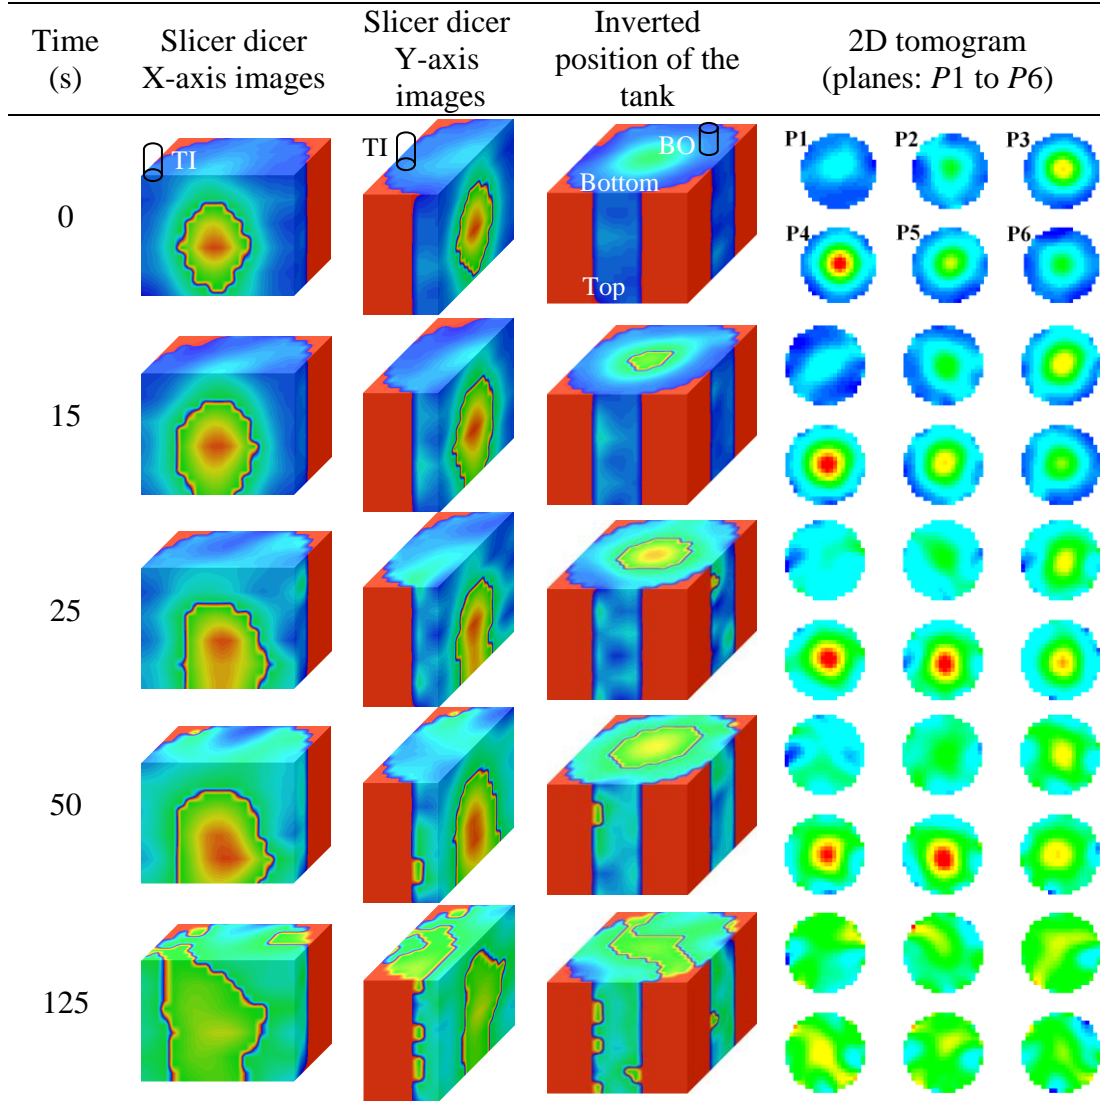 Time
(s)
Slicer dicer
X-axis images
Slicer dicer
Y-axis
images
Inverted
position of the
tank
2D tomogram
(planes: P1 to P6)
0
TI
TI
BO
Bottom
Top
P1
P2
P3
P4
P5
P6
15
25
50
125